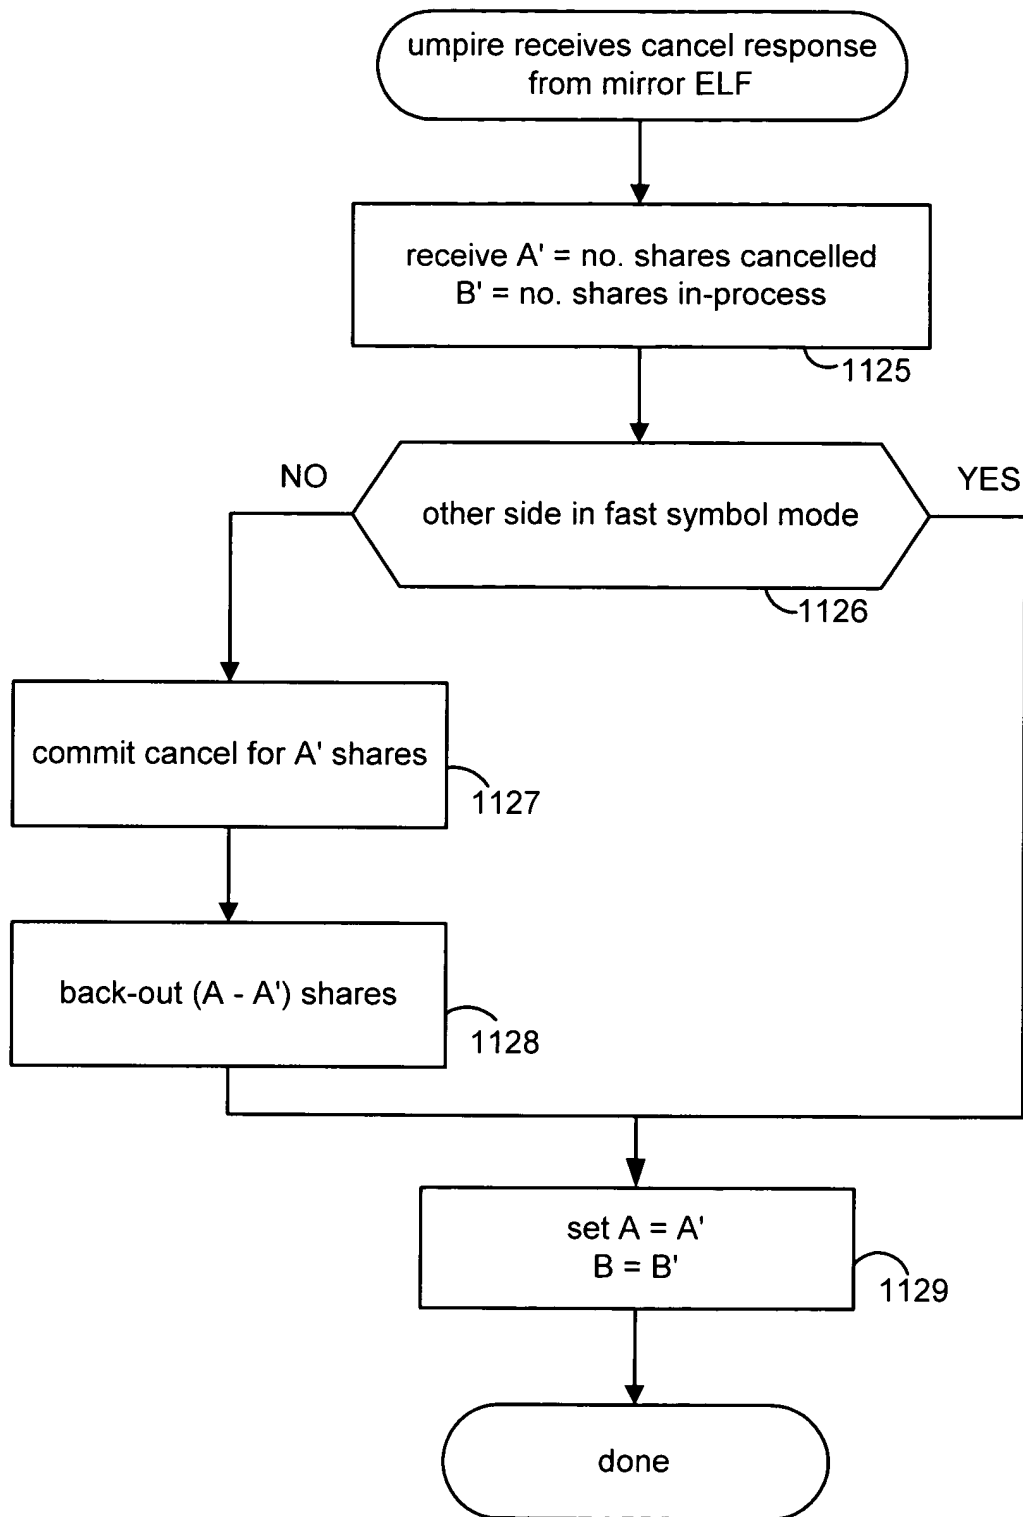 umpire receives cancel response
from mirror ELF
receive A' = no. shares cancelled
B' = no. shares in-process
1125
NO
YES
other side in fast symbol mode
1126
commit cancel for A' shares
1127
back-out (A - A') shares
1128
set A = A'
B = B'
1129
done